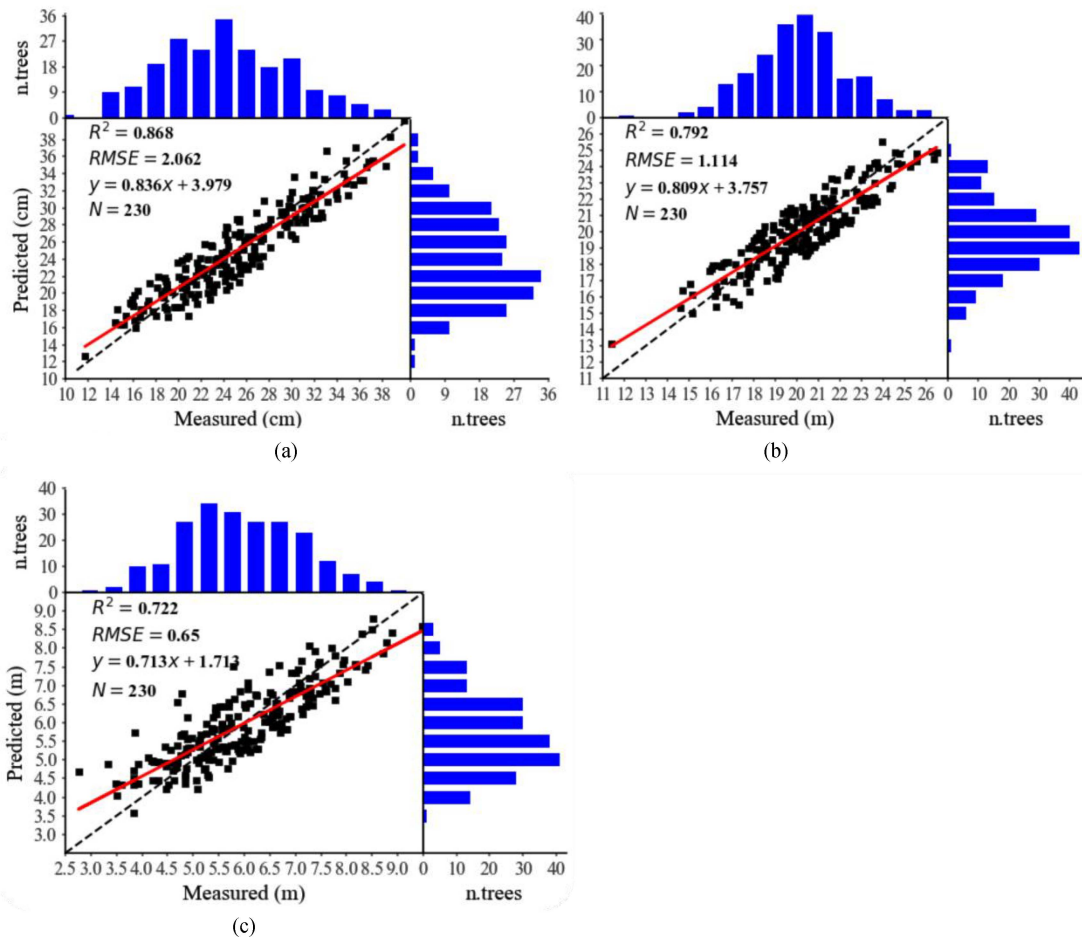 36
27
18
9
0
n.trees
R² = 0.868
RMSE = 2.062
y = 0.836x + 3.979
N = 230
38
36
34
32
30
28
26
24
22
20
18
16
14
12
10
Predicted (cm)
10 12 14 16 18 20 22 24 26 28 30 32 34 36 38
Measured (cm)
0 9 18 27 36
n.trees
(a)
40
30
20
10
0
n.trees
R² = 0.792
RMSE = 1.114
y = 0.809x + 3.757
N = 230
26
25
24
23
22
21
20
19
18
17
16
15
14
13
12
11
Predicted (m)
11 12 13 14 15 16 17 18 19 20 21 22 23 24 25 26
Measured (m)
0 10 20 30 40
n.trees
(b)
40
30
20
10
0
n.trees
R² = 0.722
RMSE = 0.65
y = 0.713x + 1.713
N = 230
9.0
8.5
8.0
7.5
7.0
6.5
6.0
5.5
5.0
4.5
4.0
3.5
3.0
Predicted (m)
2.5 3.0 3.5 4.0 4.5 5.0 5.5 6.0 6.5 7.0 7.5 8.0 8.5 9.0
Measured (m)
0 10 20 30 40
n.trees
(c)